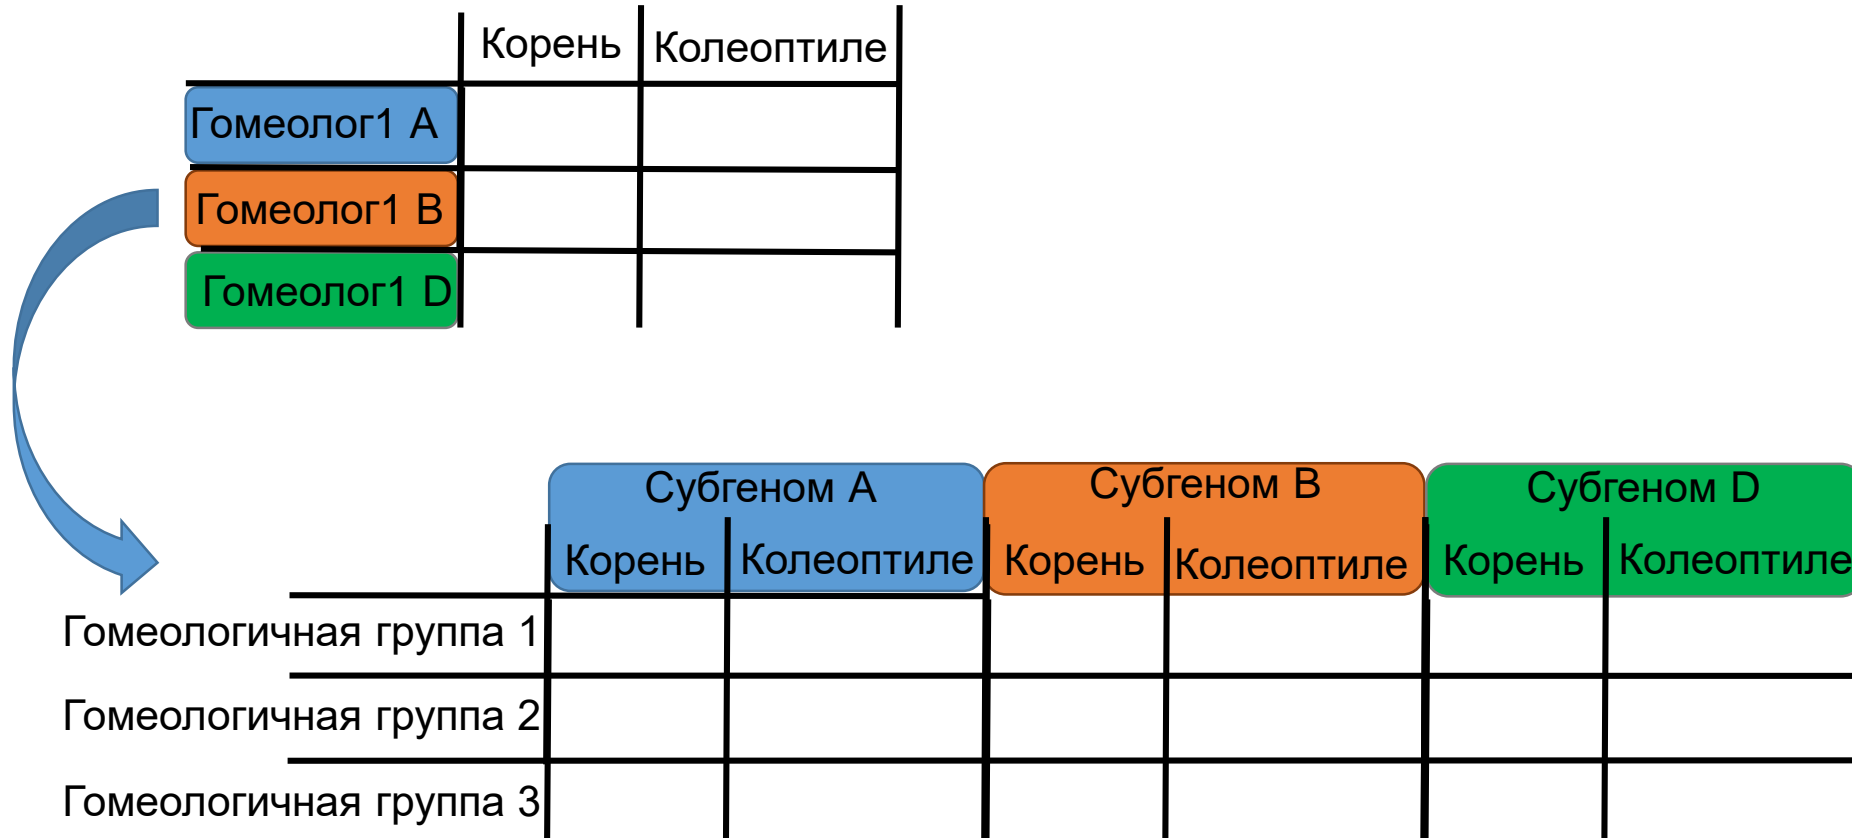 Корень Колеоптиле
Гомеолог1 A
Гомеолог1 B
Гомеолог1 D
Субгеном A Субгеном B Субгеном D
Корень Колеоптиле Корень Колеоптиле Корень Колеоптиле
Гомеологичная группа 1
Гомеологичная группа 2
Гомеологичная группа 3